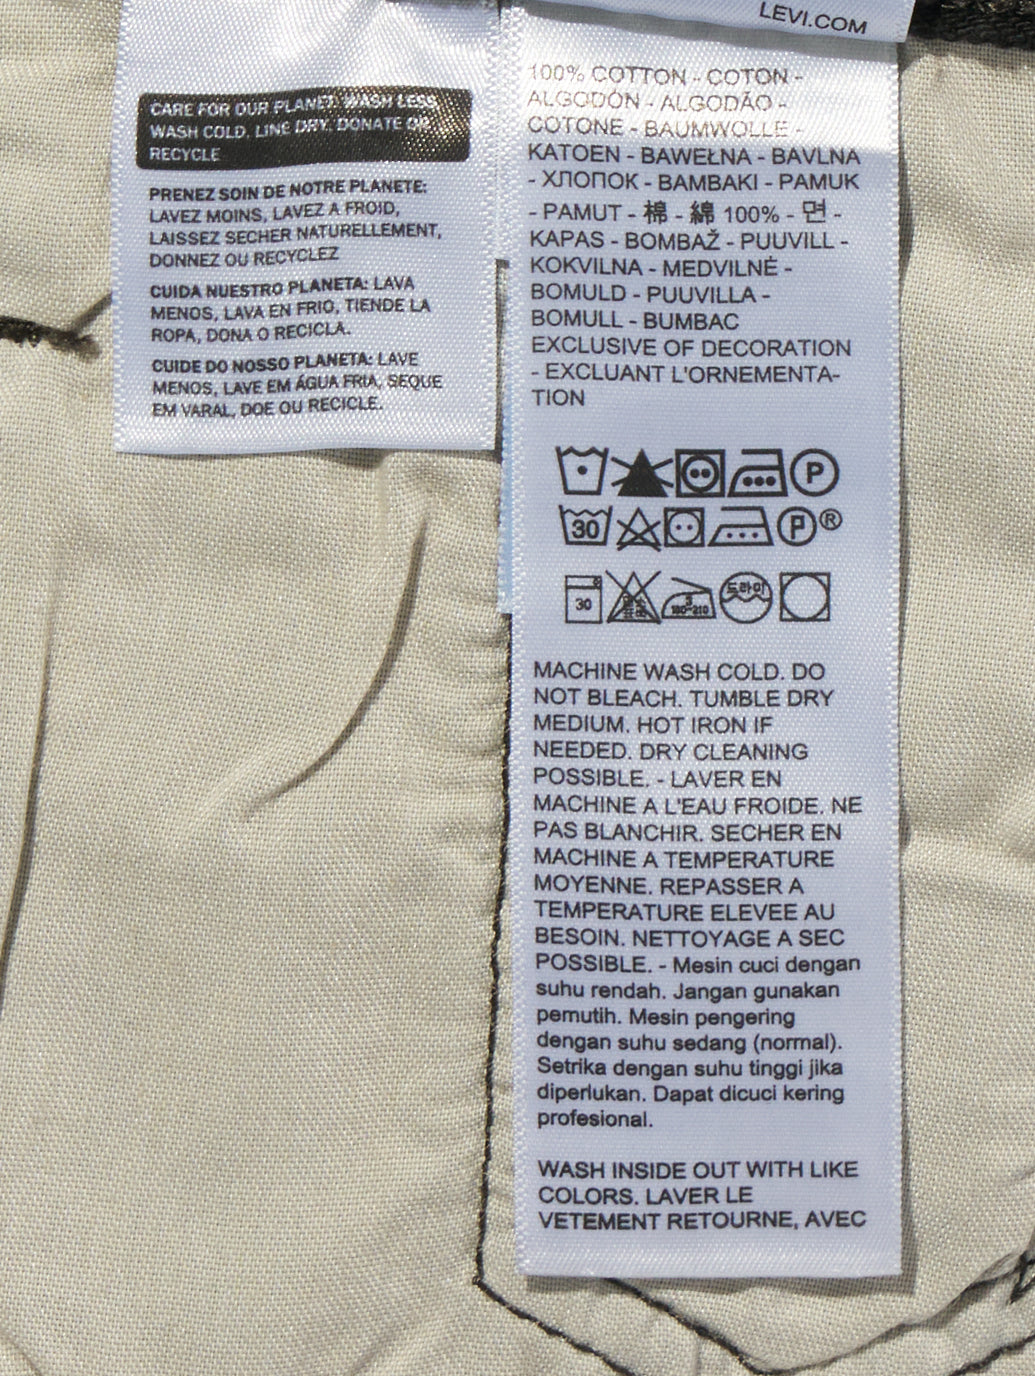 LEVI.COM
CARE FOR OUR PLANET: WASH LESS,
WASH COLD, LINE DRY, DONATE OR
RECYCLE
PRENEZ SOIN DE NOTRE PLANETE:
LAVEZ MOINS, LAVEZ A FROID,
LAISSEZ SECHER NATURELLEMENT,
DONNEZ OU RECYCLEZ
CUIDA NUESTRO PLANETA: LAVA
MENOS, LAVA EN FRIO, TIENDE LA
ROPA, DONA O RECICLA.
CUIDE DO NOSSO PLANETA: LAVE
MENOS, LAVE EM ÁGUA FRIA, SEQUE
EM VARAL, DOE OU RECICLE.
100% COTTON - COTON -
ALGODÓN - ALGODÃO -
COTONE - BAUMWOLLE -
KATOEN - BAWEŁNA - BAVLNA
- ХЛОПОК - BAMBAKI - PAMUK
- PAMUT - 棉 - 綿 100% - 면 -
KAPAS - BOMBAŽ - PUUVILL -
KOKVILNA - MEDVILNĖ -
BOMULD - PUUVILLA -
BOMULL - BUMBAC
EXCLUSIVE OF DECORATION
- EXCLUANT L'ORNEMENTA-
TION
P
30 P ®
30 180-210 드라이
MACHINE WASH COLD. DO
NOT BLEACH. TUMBLE DRY
MEDIUM. HOT IRON IF
NEEDED. DRY CLEANING
POSSIBLE. - LAVER EN
MACHINE A L'EAU FROIDE. NE
PAS BLANCHIR. SECHER EN
MACHINE A TEMPERATURE
MOYENNE. REPASSER A
TEMPERATURE ELEVEE AU
BESOIN. NETTOYAGE A SEC
POSSIBLE. - Mesin cuci dengan
suhu rendah. Jangan gunakan
pemutih. Mesin pengering
dengan suhu sedang (normal).
Setrika dengan suhu tinggi jika
diperlukan. Dapat dicuci kering
profesional.
WASH INSIDE OUT WITH LIKE
COLORS. LAVER LE
VETEMENT RETOURNE, AVEC